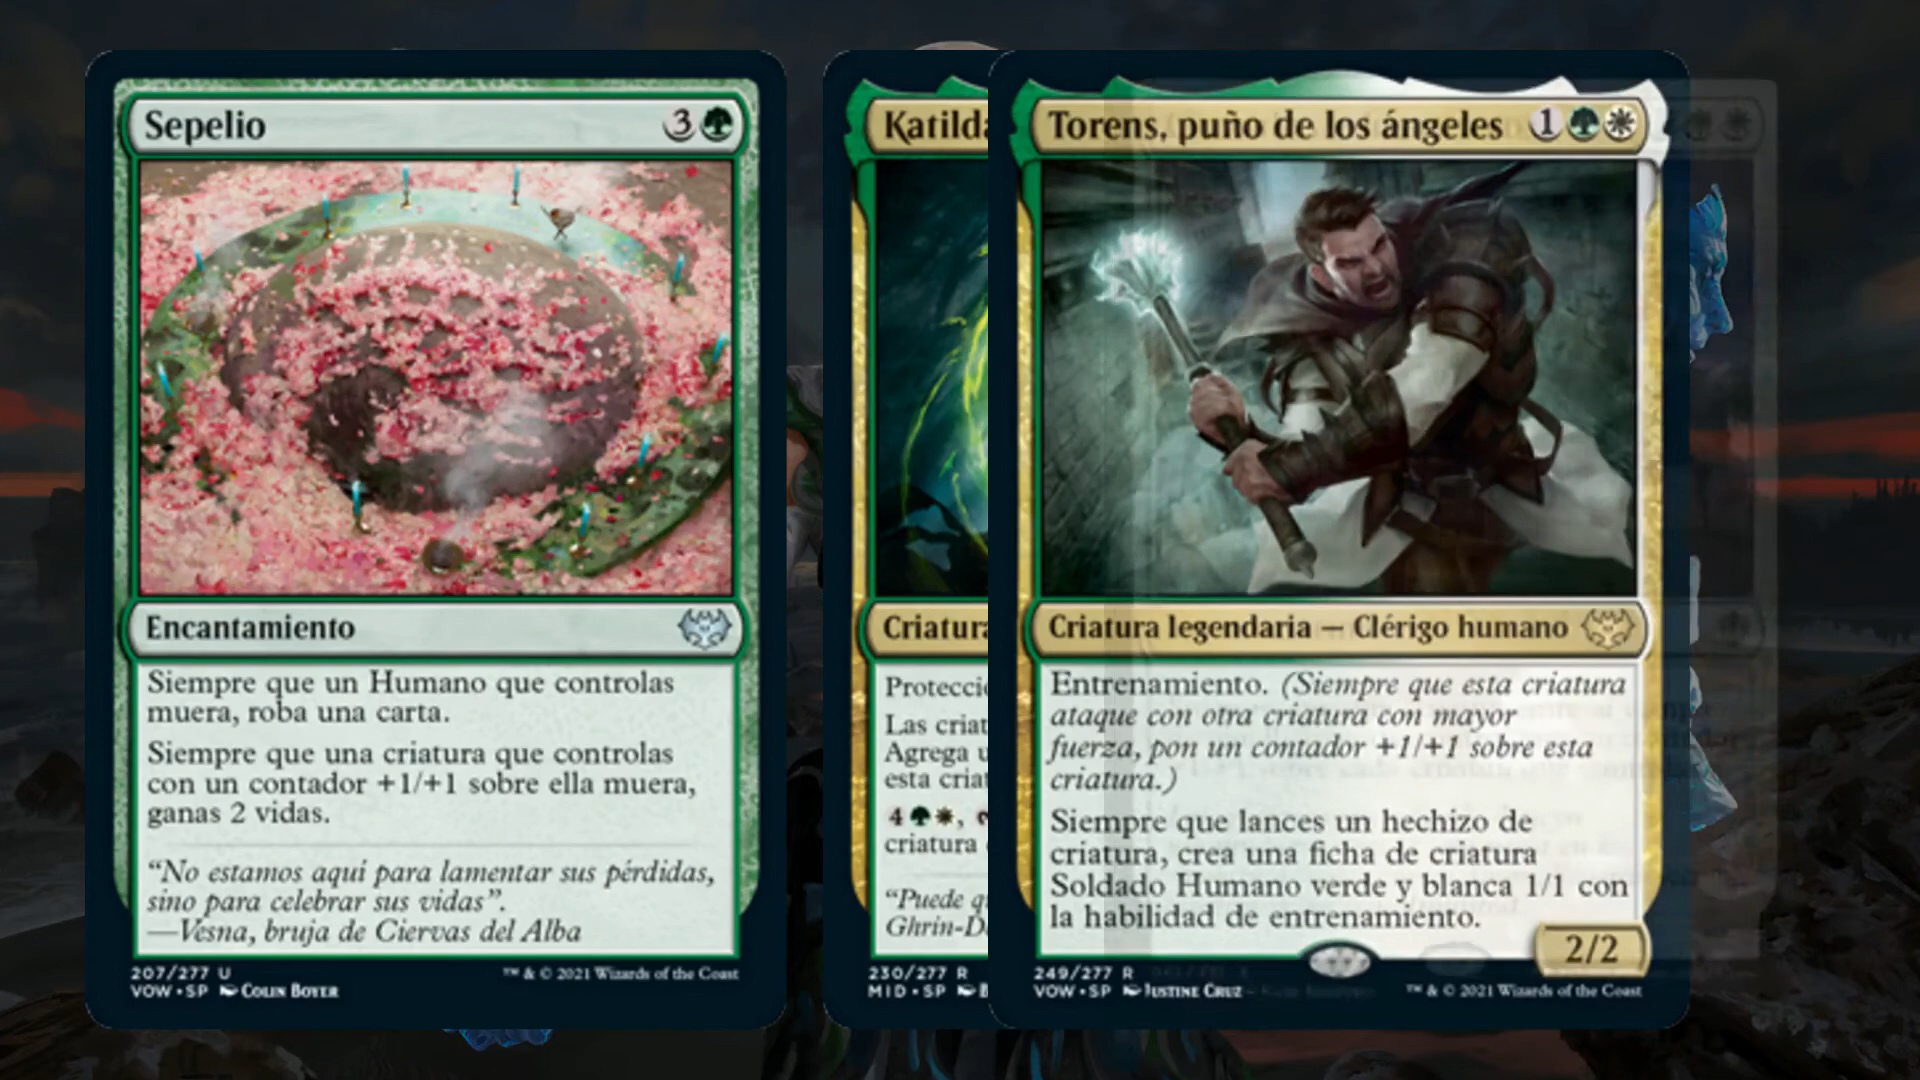 Sepelio 3
Encantamiento
Siempre que un Humano que controlas
muera, roba una carta.
Siempre que una criatura que controlas
con un contador +1/+1 sobre ella muera,
ganas 2 vidas.
“No estamos aquí para lamentar sus pérdidas,
sino para celebrar sus vidas”.
—Vesna, bruja de Ciervas del Alba
207/277 U
VOW • SP Colin Boyer
™ & © 2021 Wizards of the Coast
Katilda
Criatura
Protecció
Las criat
Agrega u
esta criat
4
criatura
“Puede q
Ghrin-D
230/277 R
MID • SP
Torens, puño de los ángeles 1
Criatura legendaria — Clérigo humano
Entrenamiento. (Siempre que esta criatura
ataque con otra criatura con mayor
fuerza, pon un contador +1/+1 sobre esta
criatura.)
Siempre que lances un hechizo de
criatura, crea una ficha de criatura
Soldado Humano verde y blanca 1/1 con
la habilidad de entrenamiento.
2/2
249/277 R
VOW • SP Justine Cruz
™ & © 2021 Wizards of the Coast